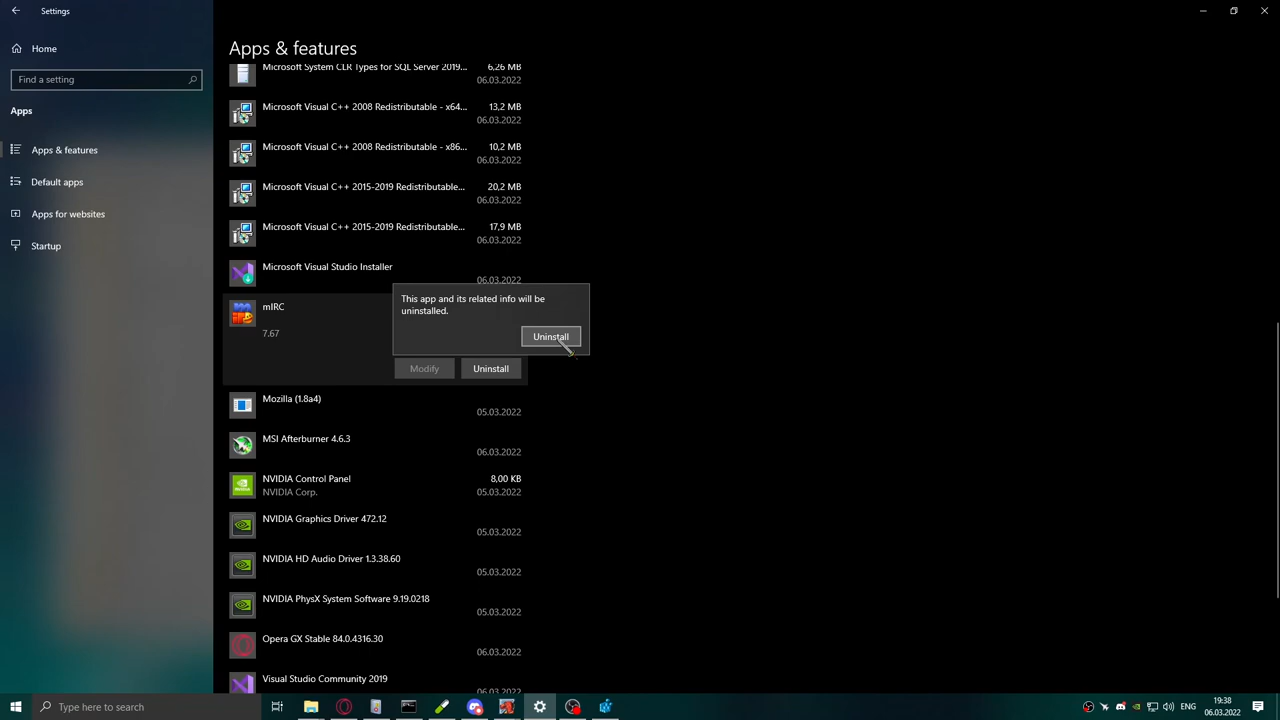 Settings
Home
Find a setting
Apps
Apps & features
Default apps
Apps for websites
Startup
Apps & features
Microsoft System CLR Types for SQL Server 2019... 6,26 MB
06.03.2022
Microsoft Visual C++ 2008 Redistributable - x64... 13,2 MB
06.03.2022
Microsoft Visual C++ 2008 Redistributable - x86... 10,2 MB
06.03.2022
Microsoft Visual C++ 2015-2019 Redistributable... 20,2 MB
06.03.2022
Microsoft Visual C++ 2015-2019 Redistributable... 17,9 MB
06.03.2022
Microsoft Visual Studio Installer
06.03.2022
This app and its related info will be
uninstalled.
Uninstall
mIRC
7.67
Modify Uninstall
Mozilla (1.8a4)
05.03.2022
MSI Afterburner 4.6.3
06.03.2022
NVIDIA Control Panel 8,00 KB
NVIDIA Corp. 05.03.2022
NVIDIA Graphics Driver 472.12
05.03.2022
NVIDIA HD Audio Driver 1.3.38.60
05.03.2022
NVIDIA PhysX System Software 9.19.0218
05.03.2022
Opera GX Stable 84.0.4316.30
06.03.2022
Visual Studio Community 2019
06.03.2022
Type here to search
ENG
19:38
06.03.2022